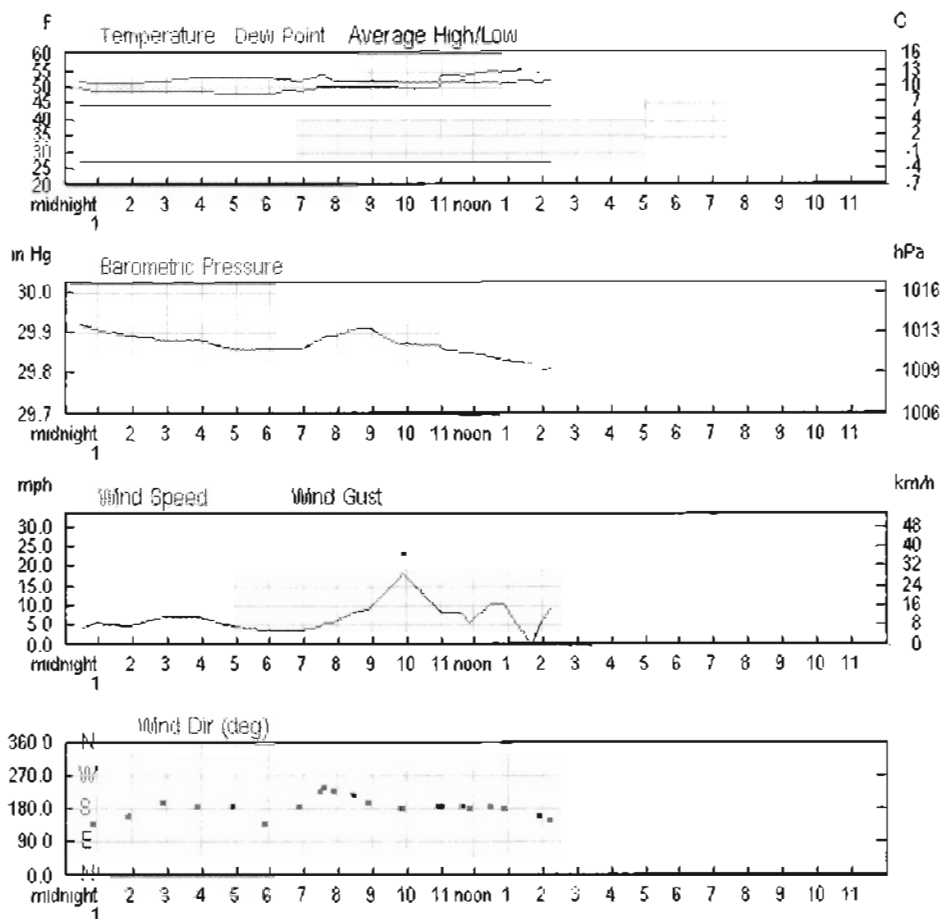 F Temperature Dew Point Average High/Low C
60 16
55 13
50 10
45 7
40 4
35 2
30 -1
25 -4
20 -7
midnight 1 2 3 4 5 6 7 8 9 10 11 noon 1 2 3 4 5 6 7 8 9 10 11
in Hg Barometric Pressure hPa
30.0 1016
29.9 1013
29.8 1009
29.7 1006
midnight 1 2 3 4 5 6 7 8 9 10 11 noon 1 2 3 4 5 6 7 8 9 10 11
mph Wind Speed Wind Gust km/h
30.0 48
25.0 40
20.0 32
15.0 24
10.0 16
5.0 8
0.0 0
midnight 1 2 3 4 5 6 7 8 9 10 11 noon 1 2 3 4 5 6 7 8 9 10 11
Wind Dir (deg)
360.0 N
270.0 W
180.0 S
90.0 E
0.0 N
midnight 1 2 3 4 5 6 7 8 9 10 11 noon 1 2 3 4 5 6 7 8 9 10 11